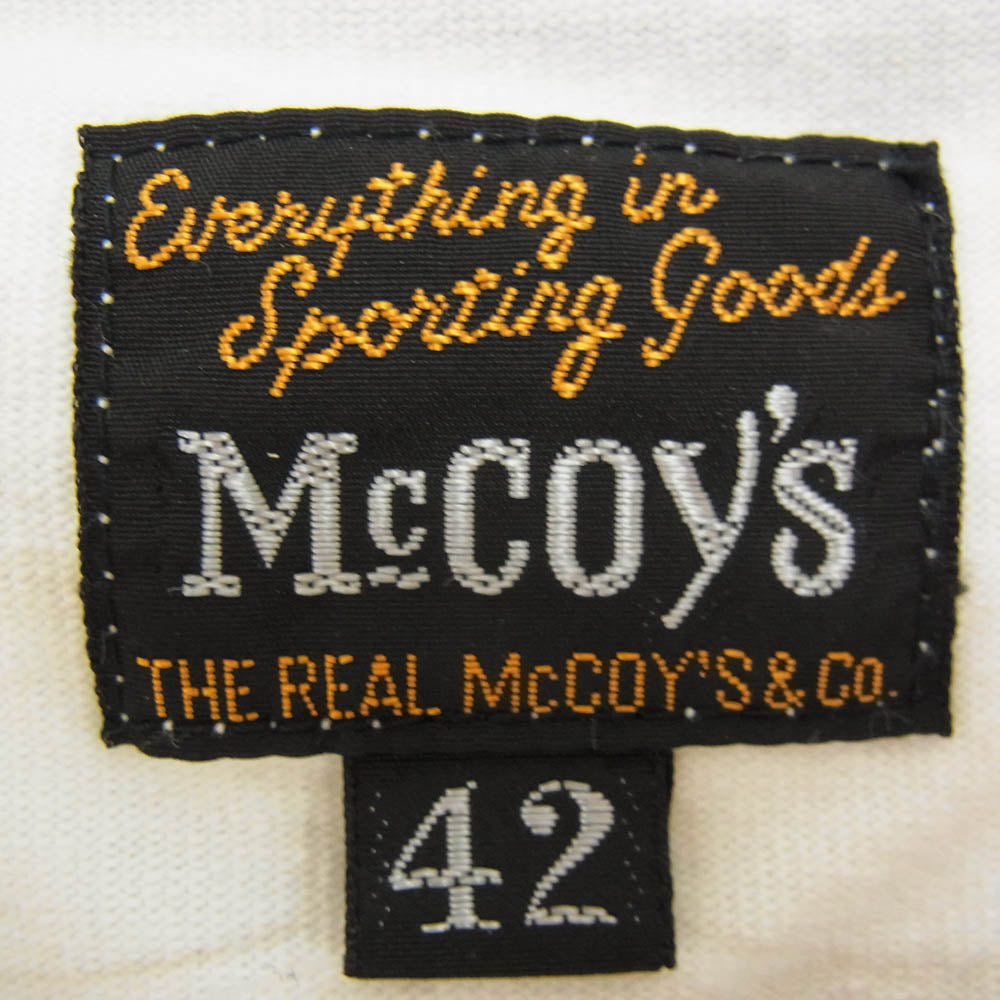 Everything in
Sporting Goods
McCOY'S
THE REAL McCOY'S & Co.
42